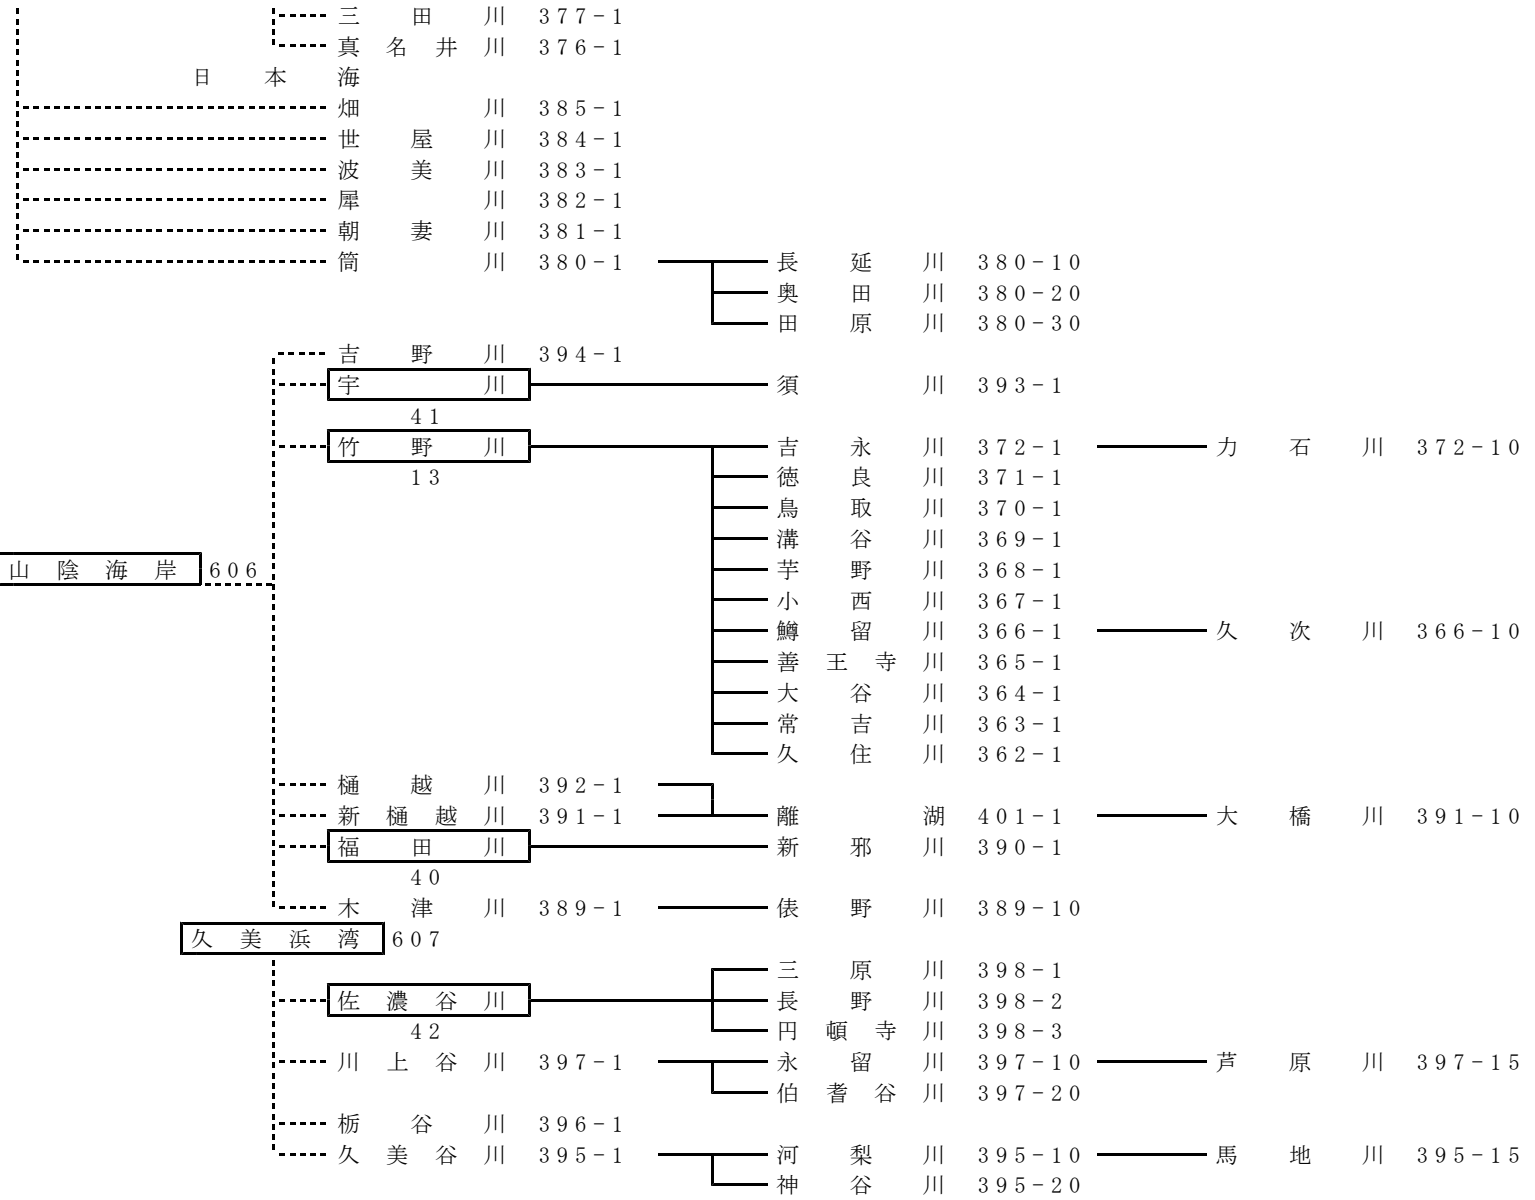 三田川 377-1
真名井川 376-1
日本海
畑川 385-1
世屋川 384-1
波美川 383-1
犀川 382-1
朝妻川 381-1
筒川 380-1 長延川 380-10
奥田川 380-20
田原川 380-30
吉野川 394-1
宇川 須川 393-1
41
竹野川 吉永川 372-1 力石川 372-10
13 徳良川 371-1
鳥取川 370-1
溝谷川 369-1
山陰海岸 606 芋野川 368-1
小西川 367-1
鱒留川 366-1 久次川 366-10
善王寺川 365-1
大谷川 364-1
常吉川 363-1
久住川 362-1
樋越川 392-1
新樋越川 391-1 離湖 401-1 大橋川 391-10
福田川 新邪川 390-1
40
木津川 389-1 俵野川 389-10
久美浜湾 607
三原川 398-1
佐濃谷川 長野川 398-2
42 円頓寺川 398-3
川上谷川 397-1 永留川 397-10 芦原川 397-15
伯耆谷川 397-20
栃谷川 396-1
久美谷川 395-1 河梨川 395-10 馬地川 395-15
神谷川 395-20